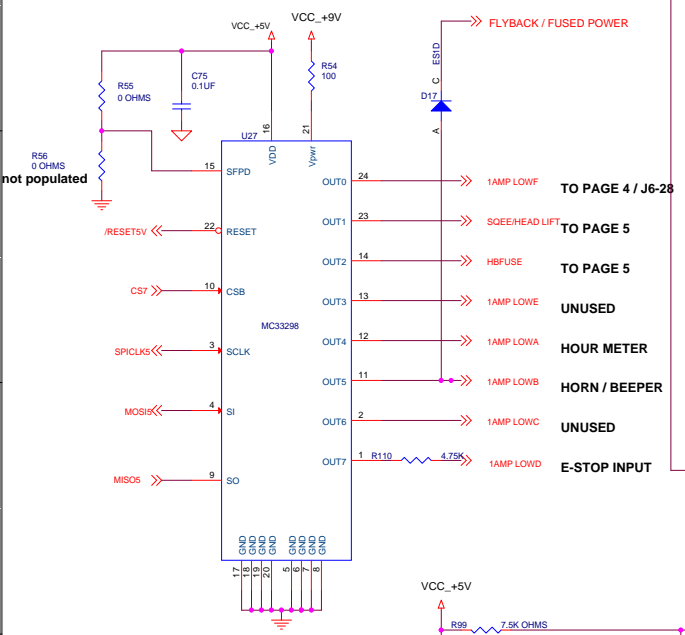 VCC_+5V
VCC_+9V
FLYBACK / FUSED POWER
R55
0 OHMS
C75
0.1UF
R54
100
ES1D
C
D17
A
R56
0 OHMS
not populated
U27
16
VDD
21
Vpwr
15
SFPD
/RESET5V
22
RESET
CS7
10
CSB
SPICLK5
3
SCLK
MOSI5
4
SI
MISO5
9
SO
MC33298
OUT0
24
1AMP LOWF
TO PAGE 4 / J6-28
OUT1
23
SQEE/HEAD LIFT
TO PAGE 5
OUT2
14
HBFUSE
TO PAGE 5
OUT3
13
1AMP LOWE
UNUSED
OUT4
12
1AMP LOWA
HOUR METER
OUT5
11
1AMP LOWB
HORN / BEEPER
OUT6
2
1AMP LOWC
UNUSED
OUT7
1
R110
4.75K
1AMP LOWD
E-STOP INPUT
GND
GND
GND
GND
GND
GND
GND
GND
17
18
19
20
5
6
7
8
VCC_+5V
R99
7.5K OHMS